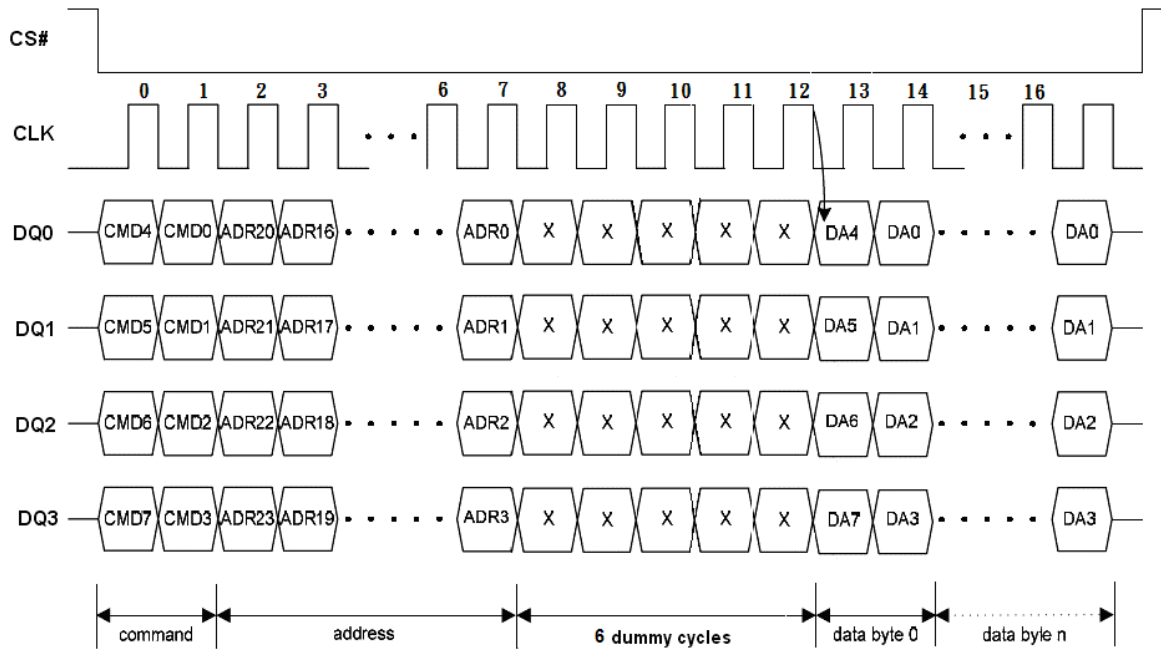 CS#
0 1 2 3 6 7 8 9 10 11 12 13 14 15 16
CLK
DQ0 CMD4 CMD0 ADR20 ADR16 ADR0 X X X X X DA4 DA0 DA0
DQ1 CMD5 CMD1 ADR21 ADR17 ADR1 X X X X X DA5 DA1 DA1
DQ2 CMD6 CMD2 ADR22 ADR18 ADR2 X X X X X DA6 DA2 DA2
DQ3 CMD7 CMD3 ADR23 ADR19 ADR3 X X X X X DA7 DA3 DA3
command address 6 dummy cycles data byte 0 data byte n